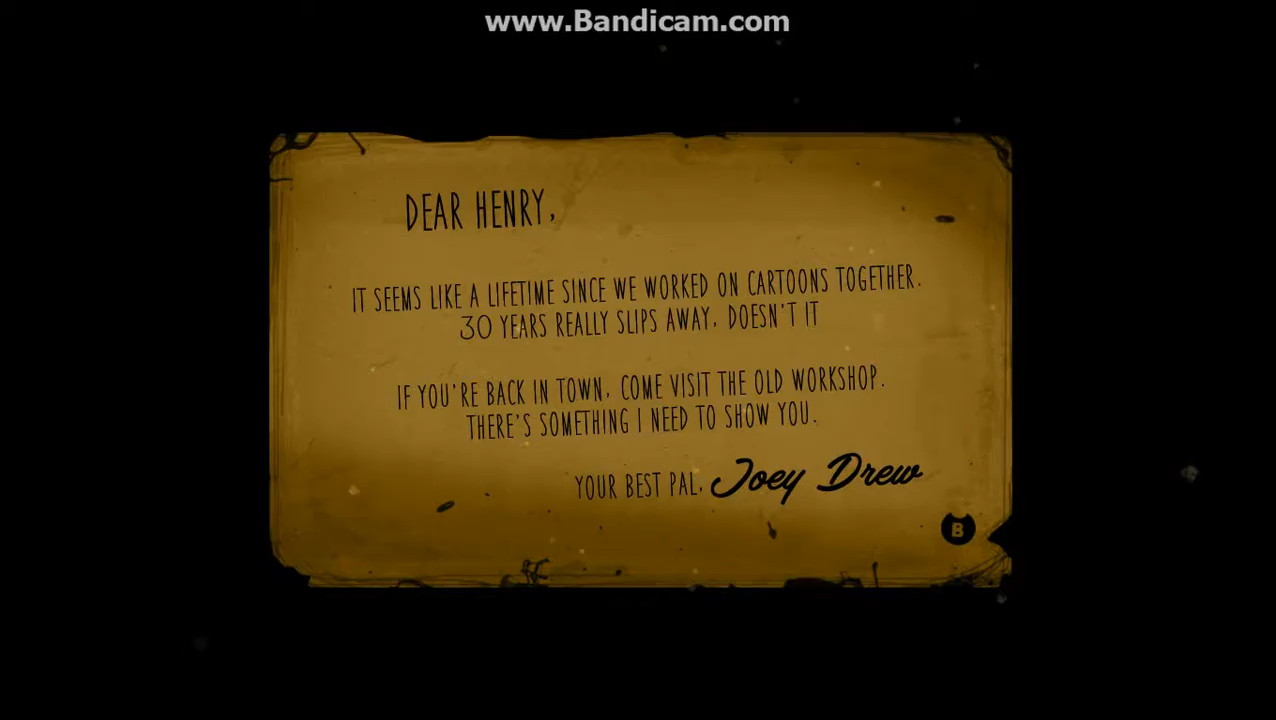 www.Bandicam.com
DEAR HENRY,
IT SEEMS LIKE A LIFETIME SINCE WE WORKED ON CARTOONS TOGETHER.
30 YEARS REALLY SLIPS AWAY, DOESN'T IT
IF YOU'RE BACK IN TOWN, COME VISIT THE OLD WORKSHOP.
THERE'S SOMETHING I NEED TO SHOW YOU.
YOUR BEST PAL, Joey Drew
B